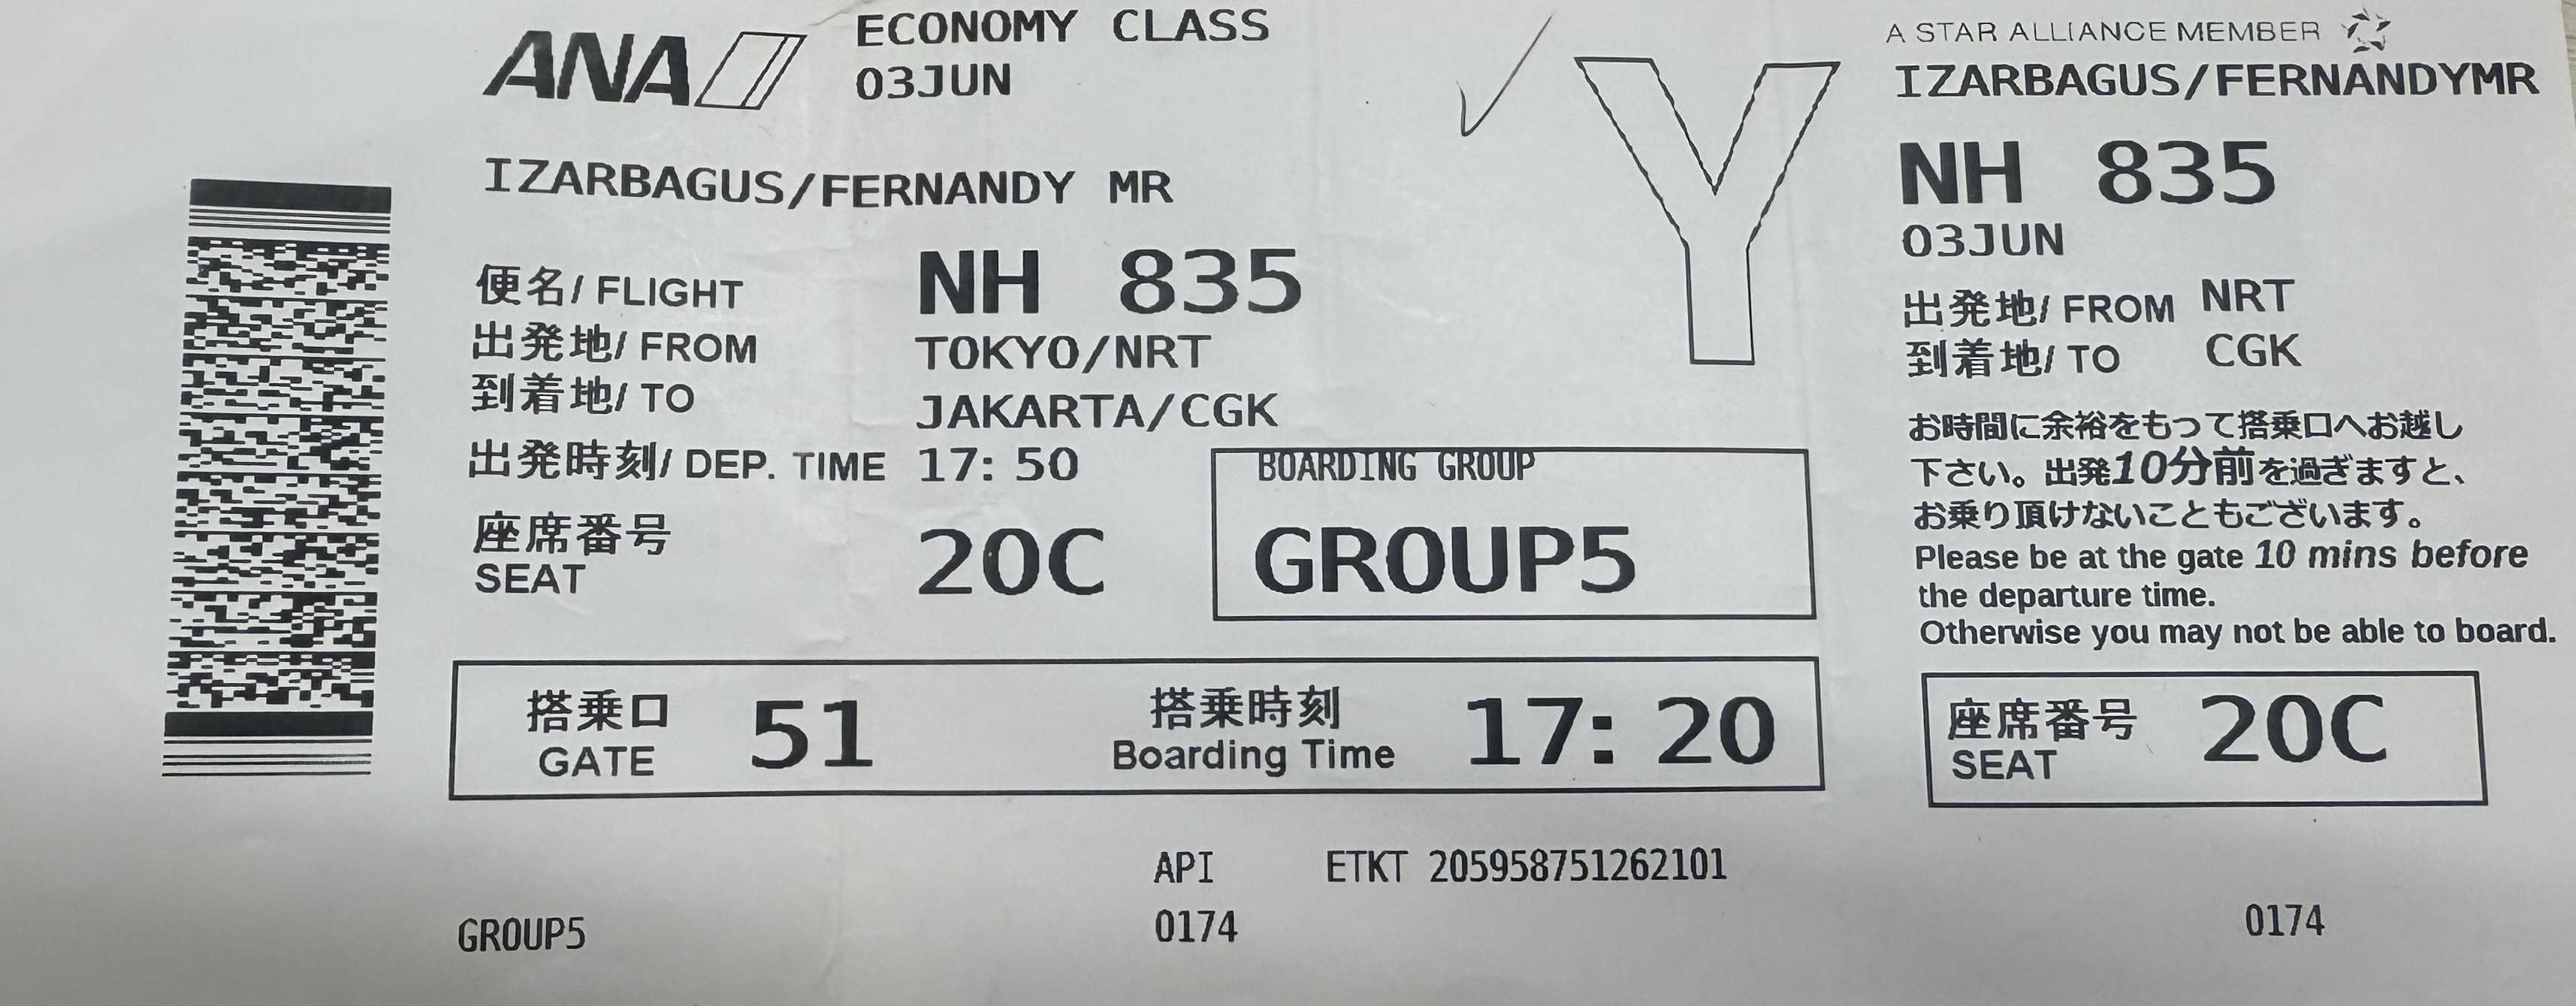 ANA
ECONOMY CLASS
03JUN
IZARBAGUS/FERNANDY MR
Y
便名/ FLIGHT NH 835
出発地/ FROM TOKYO/NRT
到着地/ TO JAKARTA/CGK
出発時刻/ DEP. TIME 17: 50
座席番号
SEAT 20C
BOARDING GROUP
GROUP5
搭乗口
GATE 51
搭乗時刻
Boarding Time 17: 20
API ETKT 205958751262101
0174
GROUP5
A STAR ALLIANCE MEMBER
IZARBAGUS/FERNANDYMR
NH 835
03JUN
出発地/ FROM NRT
到着地/ TO CGK
お時間に余裕をもって搭乗口へお越し
下さい。出発10分前を過ぎますと、
お乗り頂けないこともございます。
Please be at the gate 10 mins before
the departure time.
Otherwise you may not be able to board.
座席番号
SEAT 20C
0174